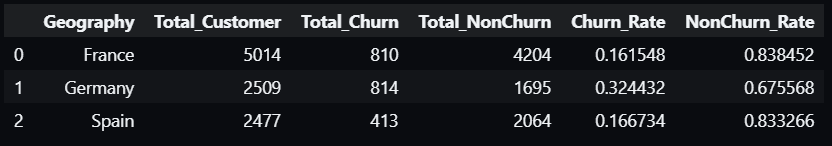 Geography Total_Customer Total_Churn Total_NonChurn Churn_Rate NonChurn_Rate
0 France 5014 810 4204 0.161548 0.838452
1 Germany 2509 814 1695 0.324432 0.675568
2 Spain 2477 413 2064 0.166734 0.833266